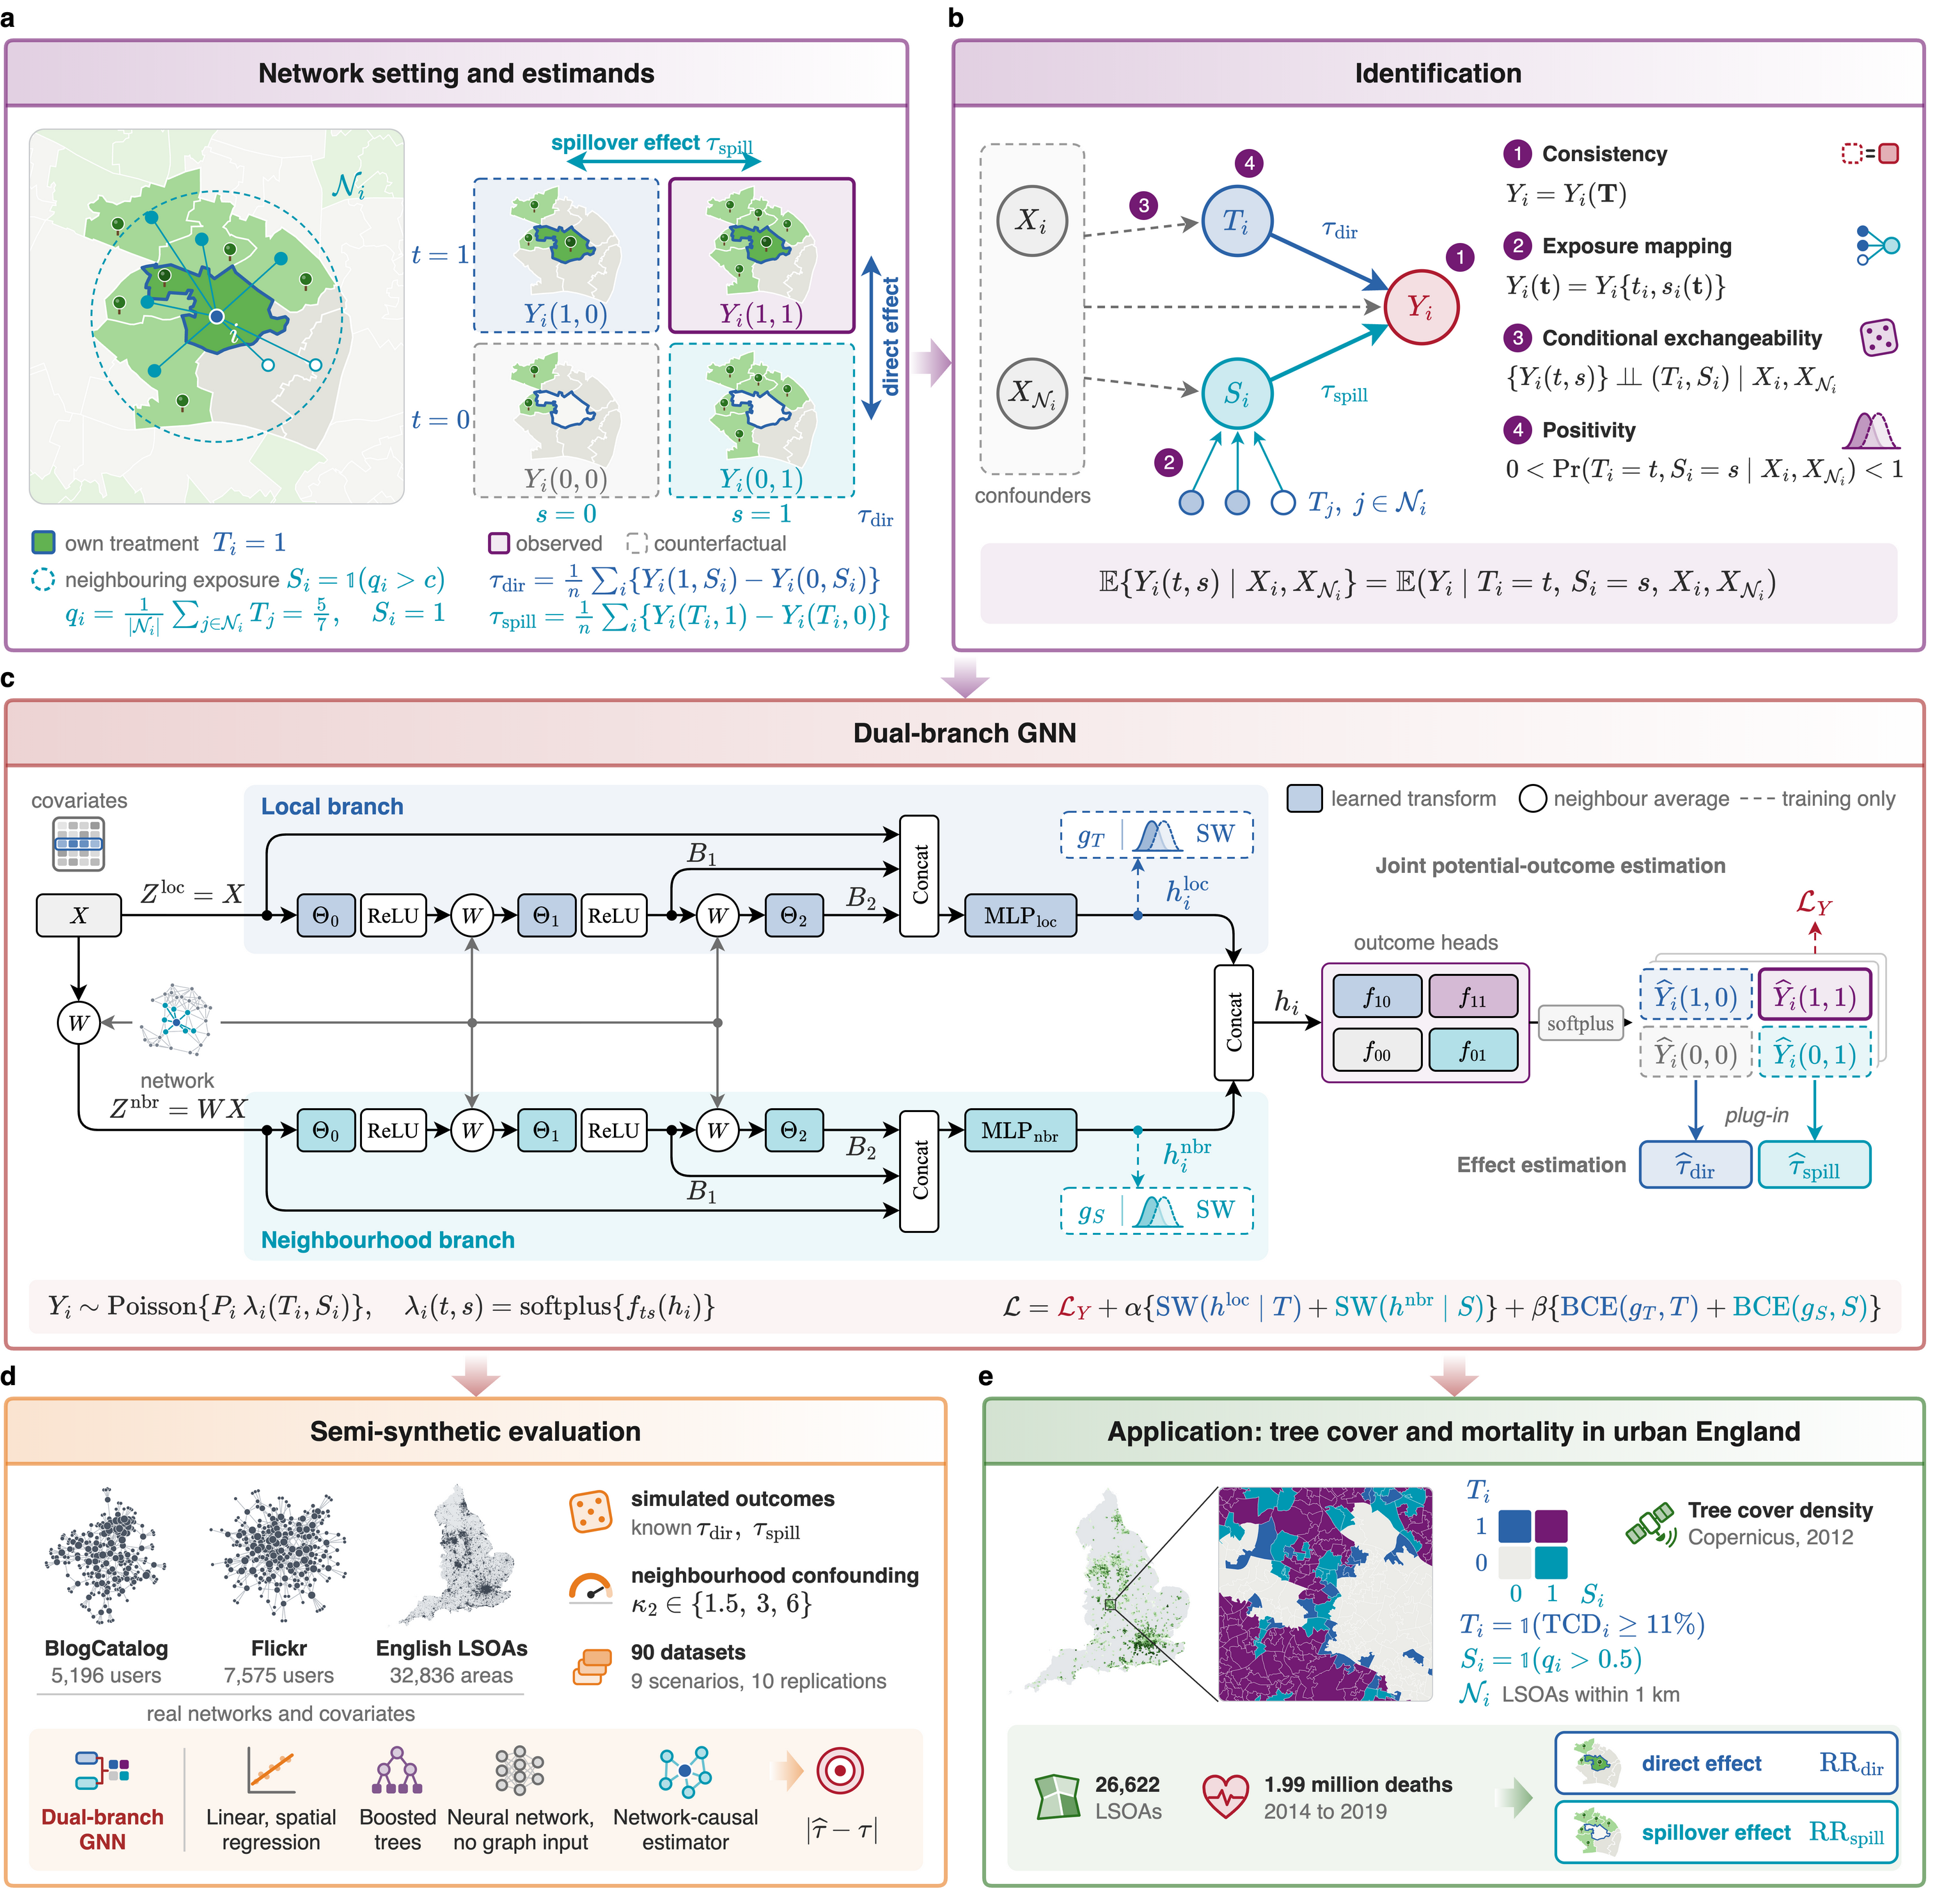 a
Network setting and estimands
𝒩ᵢ
i
spillover effect τ_spill
t = 1
Yᵢ(1, 0)
Yᵢ(1, 1)
direct effect
t = 0
Yᵢ(0, 0)
Yᵢ(0, 1)
s = 0
s = 1
τ_dir
own treatment Tᵢ = 1
observed
counterfactual
neighbouring exposure Sᵢ = 𝟙(qᵢ > c)
qᵢ = 1/|𝒩ᵢ| ∑_{j∈𝒩ᵢ} Tⱼ = 5/7, Sᵢ = 1
τ_dir = 1/n ∑ᵢ{Yᵢ(1, Sᵢ) − Yᵢ(0, Sᵢ)}
τ_spill = 1/n ∑ᵢ{Yᵢ(Tᵢ, 1) − Yᵢ(Tᵢ, 0)}
b
Identification
Xᵢ
X_𝒩ᵢ
confounders
3
4
Tᵢ
τ_dir
1
Yᵢ
Sᵢ
τ_spill
2
Tⱼ, j ∈ 𝒩ᵢ
1 Consistency
=
Yᵢ = Yᵢ(𝐓)
2 Exposure mapping
Yᵢ(𝐭) = Yᵢ{tᵢ, sᵢ(𝐭)}
3 Conditional exchangeability
{Yᵢ(t, s)} ⫫ (Tᵢ, Sᵢ) | Xᵢ, X_𝒩ᵢ
4 Positivity
0 < Pr(Tᵢ = t, Sᵢ = s | Xᵢ, X_𝒩ᵢ) < 1
𝔼{Yᵢ(t, s) | Xᵢ, X_𝒩ᵢ} = 𝔼(Yᵢ | Tᵢ = t, Sᵢ = s, Xᵢ, X_𝒩ᵢ)
c
Dual-branch GNN
covariates
X
Z^loc = X
Local branch
Θ₀
ReLU
W
Θ₁
ReLU
B₁
W
Θ₂
B₂
Concat
MLP_loc
g_T | SW
hᵢ^loc
W
network
Z^nbr = WX
Neighbourhood branch
Θ₀
ReLU
W
Θ₁
ReLU
B₁
W
Θ₂
B₂
Concat
MLP_nbr
hᵢ^nbr
g_S | SW
Concat
hᵢ
learned transform
neighbour average
training only
Joint potential-outcome estimation
outcome heads
f₁₀
f₁₁
f₀₀
f₀₁
softplus
ℒ_Y
Ŷᵢ(1, 0)
Ŷᵢ(1, 1)
Ŷᵢ(0, 0)
Ŷᵢ(0, 1)
plug-in
Effect estimation
τ̂_dir
τ̂_spill
Yᵢ ∼ Poisson{Pᵢ λᵢ(Tᵢ, Sᵢ)}, λᵢ(t, s) = softplus{f_ts(hᵢ)}
ℒ = ℒ_Y + α{SW(h^loc | T) + SW(h^nbr | S)} + β{BCE(g_T, T) + BCE(g_S, S)}
d
Semi-synthetic evaluation
BlogCatalog
5,196 users
Flickr
7,575 users
English LSOAs
32,836 areas
real networks and covariates
simulated outcomes
known τ_dir, τ_spill
neighbourhood confounding
κ₂ ∈ {1.5, 3, 6}
90 datasets
9 scenarios, 10 replications
Dual-branch
GNN
Linear, spatial
regression
Boosted
trees
Neural network,
no graph input
Network-causal
estimator
|τ̂ − τ|
e
Application: tree cover and mortality in urban England
Tᵢ
1
0
0 1 Sᵢ
Tree cover density
Copernicus, 2012
Tᵢ = 𝟙(TCDᵢ ≥ 11%)
Sᵢ = 𝟙(qᵢ > 0.5)
𝒩ᵢ LSOAs within 1 km
26,622
LSOAs
1.99 million deaths
2014 to 2019
direct effect RR_dir
spillover effect RR_spill